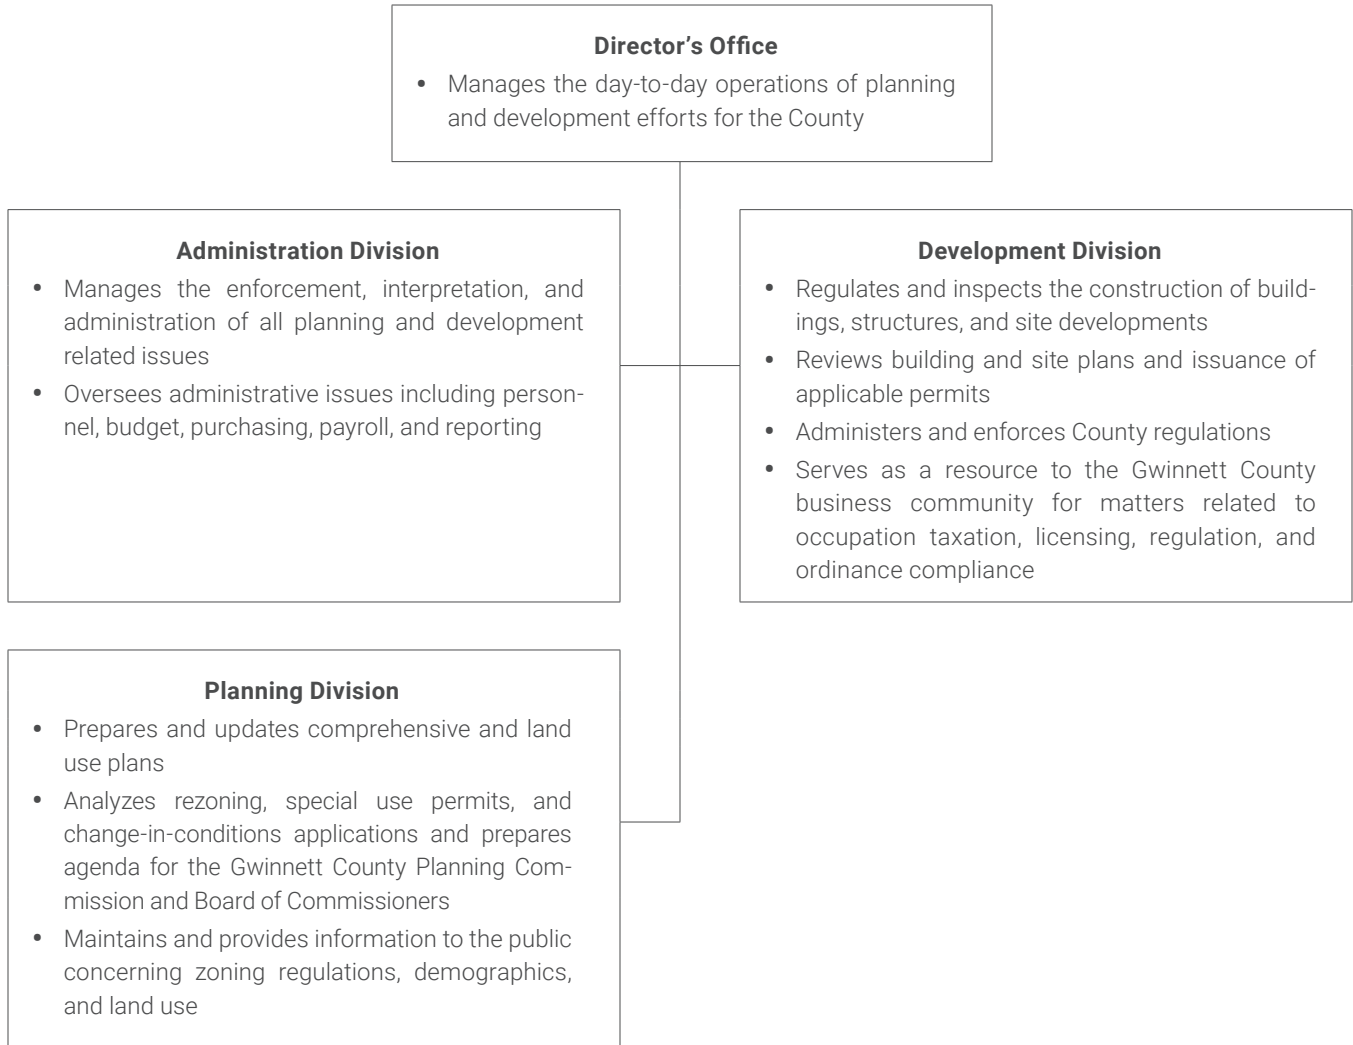 Director’s Office
• Manages the day-to-day operations of planning
and development efforts for the County
Administration Division
• Manages the enforcement, interpretation, and
administration of all planning and development
related issues
• Oversees administrative issues including person-
nel, budget, purchasing, payroll, and reporting
Development Division
• Regulates and inspects the construction of build-
ings, structures, and site developments
• Reviews building and site plans and issuance of
applicable permits
• Administers and enforces County regulations
• Serves as a resource to the Gwinnett County
business community for matters related to
occupation taxation, licensing, regulation, and
ordinance compliance
Planning Division
• Prepares and updates comprehensive and land
use plans
• Analyzes rezoning, special use permits, and
change-in-conditions applications and prepares
agenda for the Gwinnett County Planning Com-
mission and Board of Commissioners
• Maintains and provides information to the public
concerning zoning regulations, demographics,
and land use